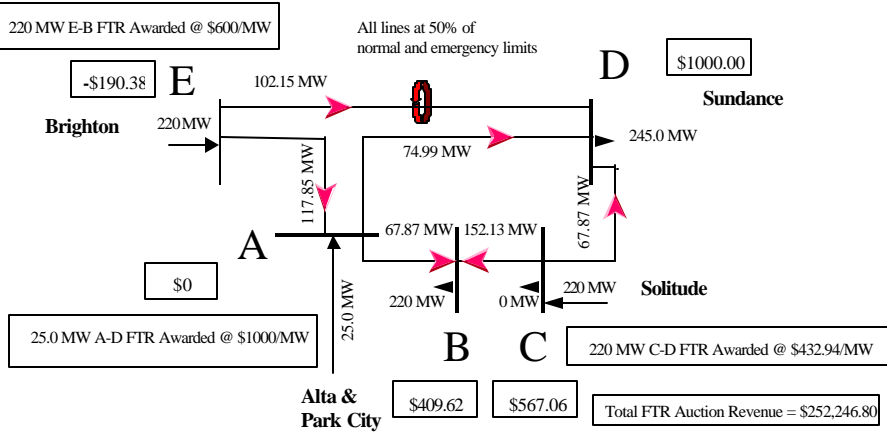 220 MW E-B FTR Awarded @ $600/MW
All lines at 50% of
normal and emergency limits
-$190.38
E
D
$1000.00
Sundance
102.15 MW
Brighton
220 MW
245.0 MW
74.99 MW
117.85 MW
67.87 MW
A
67.87 MW
152.13 MW
$0
25.0 MW
220 MW
0 MW
220 MW
Solitude
25.0 MW A-D FTR Awarded @ $1000/MW
B
C
220 MW C-D FTR Awarded @ $432.94/MW
Alta &
Park City
$409.62
$567.06
Total FTR Auction Revenue = $252,246.80